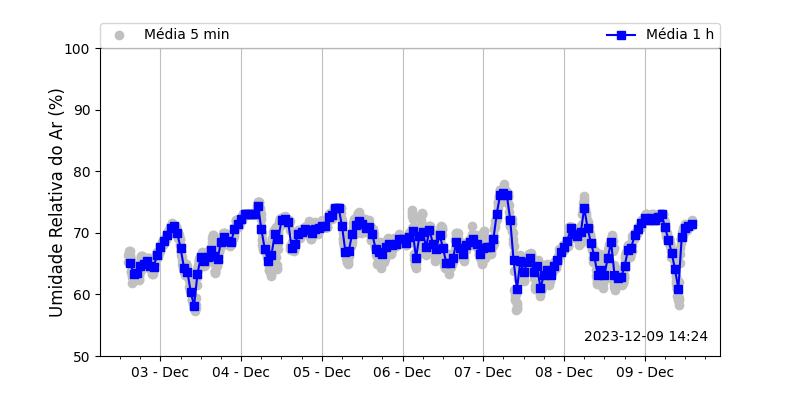 Média 5 min
Média 1 h
Umidade Relativa do Ar (%)
100
90
80
70
60
50
2023-12-09 14:24
03 - Dec
04 - Dec
05 - Dec
06 - Dec
07 - Dec
08 - Dec
09 - Dec